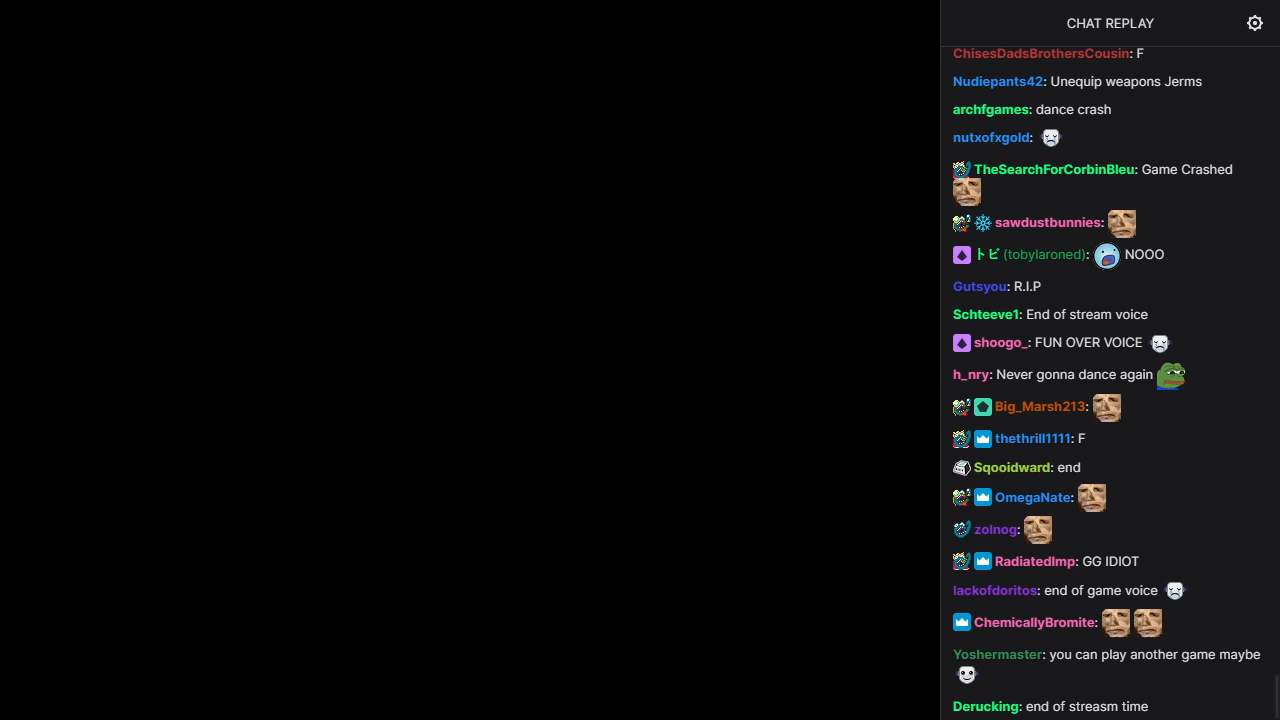 CHAT REPLAY
ChisesDadsBrothersCousin: F
Nudiepants42: Unequip weapons Jerms
archfgames: dance crash
nutxofxgold:
TheSearchForCorbinBleu: Game Crashed
sawdustbunnies:
トビ (tobylaroned): NOOO
Gutsyou: R.I.P
Schteeve1: End of stream voice
shoogo_: FUN OVER VOICE
h_nry: Never gonna dance again
Big_Marsh213:
thethrill1111: F
Sqooidward: end
OmegaNate:
zolnog:
RadiatedImp: GG IDIOT
lackofdoritos: end of game voice
ChemicallyBromite:
Yoshermaster: you can play another game maybe
Derucking: end of streasm time